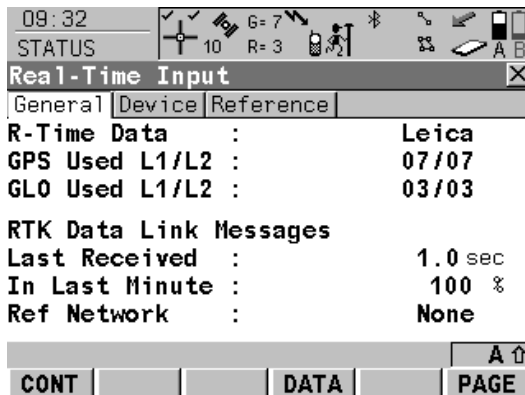 09:32
STATUS
10
G= 7
R= 3
A B
Real-Time Input
General Device Reference
R-Time Data : Leica
GPS Used L1/L2 : 07/07
GLO Used L1/L2 : 03/03
RTK Data Link Messages
Last Received : 1.0 sec
In Last Minute : 100 %
Ref Network : None
A
CONT DATA PAGE